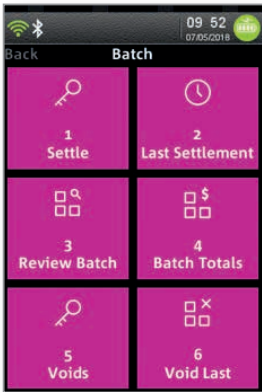 09 52
07/05/2018
Back Batch
1
Settle
2
Last Settlement
3
Review Batch
4
Batch Totals
5
Voids
6
Void Last